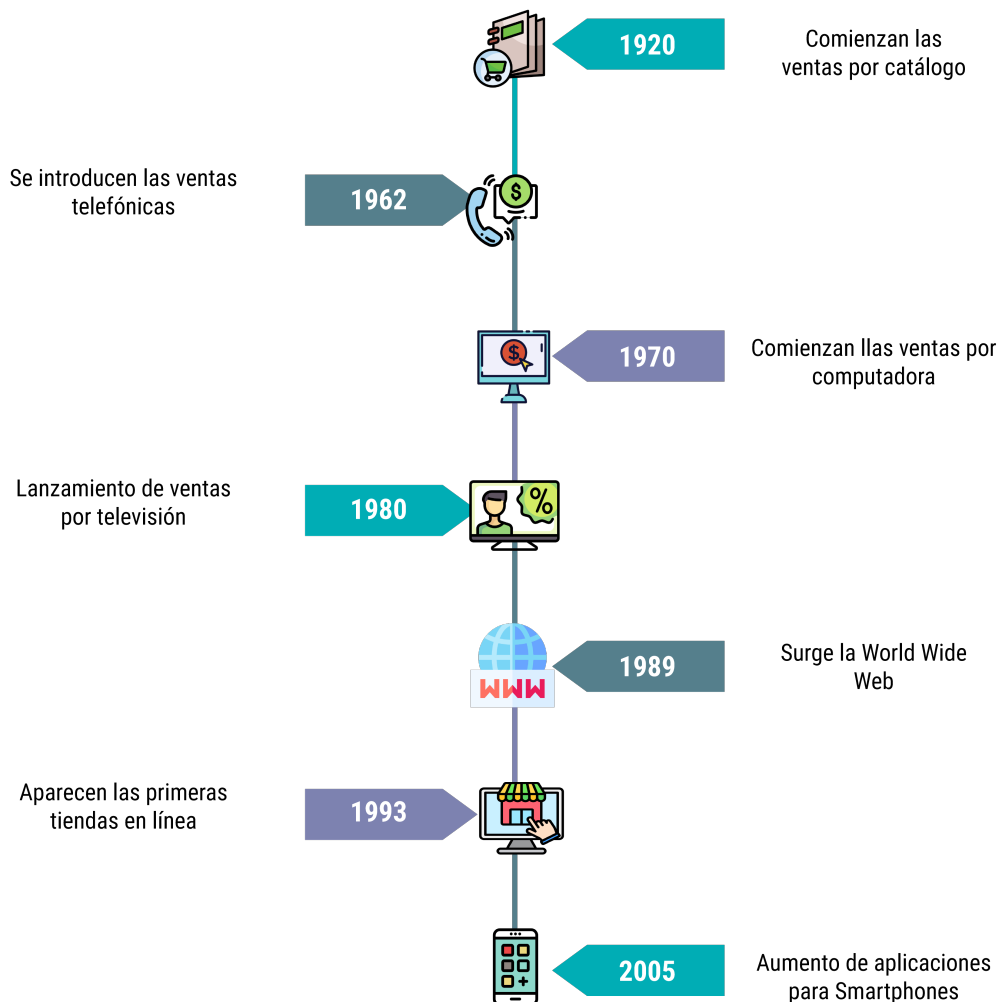 1920
Comienzan las
ventas por catálogo
Se introducen las ventas
telefónicas
1962
$
$
1970
Comienzan llas ventas por
computadora
Lanzamiento de ventas
por televisión
1980
%
WWW
1989
Surge la World Wide
Web
Aparecen las primeras
tiendas en línea
1993
2005
Aumento de aplicaciones
para Smartphones